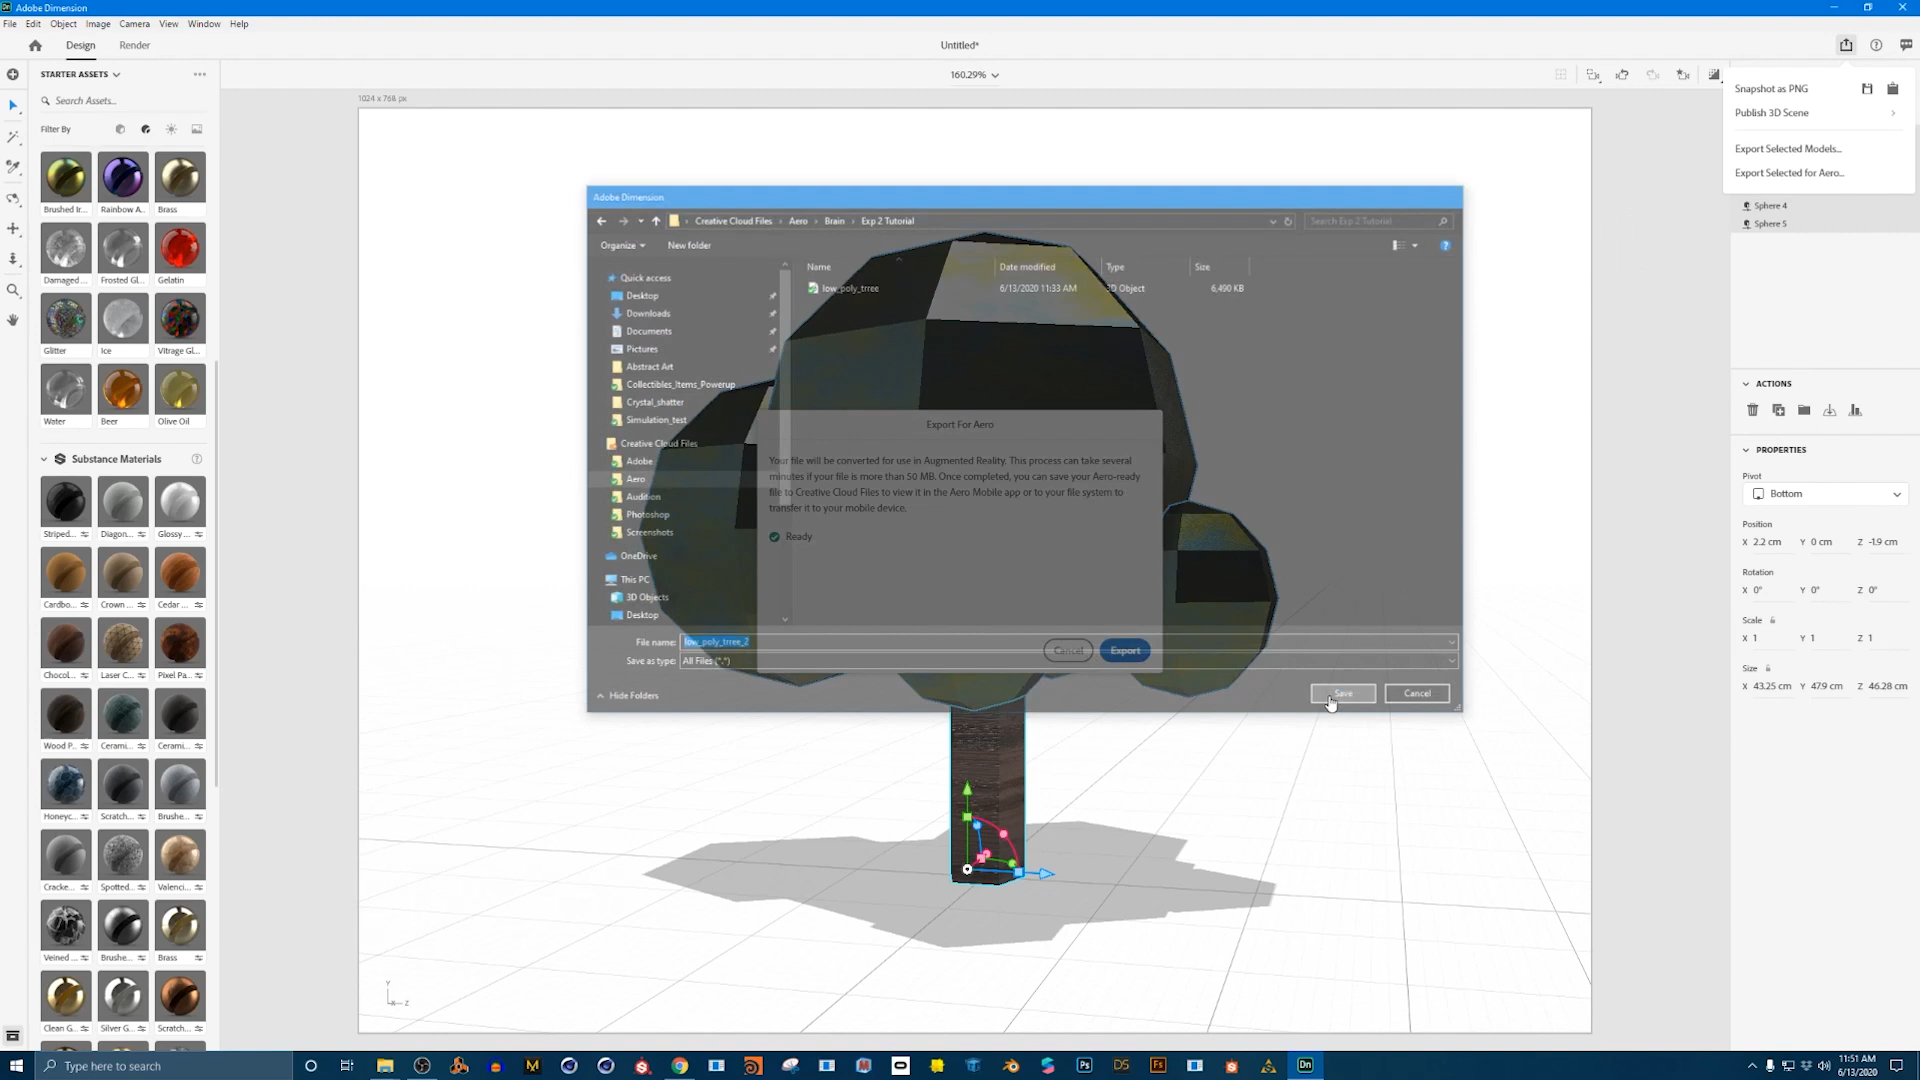 Adobe Dimension
File Edit Object Image Camera View Window Help
Design Render
Untitled*
STARTER ASSETS
160.29%
Search Assets...
Filter By
1024 x 768 px
Snapshot as PNG
Publish 3D Scene
Export Selected Models...
Export Selected for Aero...
Sphere 4
Sphere 5
Brushed Ir... Rainbow A... Brass
Damaged ... Frosted Gl... Gelatin
Glitter Ice Vitrage Gl...
Water Beer Olive Oil
Substance Materials
Striped... Diagon... Glossy ...
Cardbo... Crown ... Cedar ...
Chocol... Laser C... Pixel Pa...
Wood P... Cerami... Cerami...
Honeyc... Scratch... Brushe...
Cracke... Spotted... Valenci...
Veined ... Brushe... Brass
Clean G... Silver G... Scratch...
Adobe Dimension
Creative Cloud Files › Aero › Brain › Exp 2 Tutorial
Search Exp 2 Tutorial
Organize New folder
Name Date modified Type Size
low_poly_trree 6/13/2020 11:33 AM 3D Object 6,490 KB
Quick access
Desktop
Downloads
Documents
Pictures
Abstract Art
Collectibles_Items_Powerup
Crystal_shatter
Simulation_test
Creative Cloud Files
Adobe
Aero
Audition
Photoshop
Screenshots
OneDrive
This PC
3D Objects
Desktop
Export For Aero
Your file will be converted for use in Augmented Reality. This process can take several
minutes if your file is more than 50 MB. Once completed, you can save your Aero-ready
file to Creative Cloud Files to view it in the Aero Mobile app or to your file system to
transfer it to your mobile device.
Ready
Cancel Export
File name: low_poly_trree_2
Save as type: All Files (*.*)
Hide Folders
Save Cancel
ACTIONS
PROPERTIES
Pivot
Bottom
Position
X 2.2 cm Y 0 cm Z -1.9 cm
Rotation
X 0° Y 0° Z 0°
Scale
X 1 Y 1 Z 1
Size
X 43.25 cm Y 47.9 cm Z 46.28 cm
Y
X Z
Type here to search
11:51 AM
6/13/2020